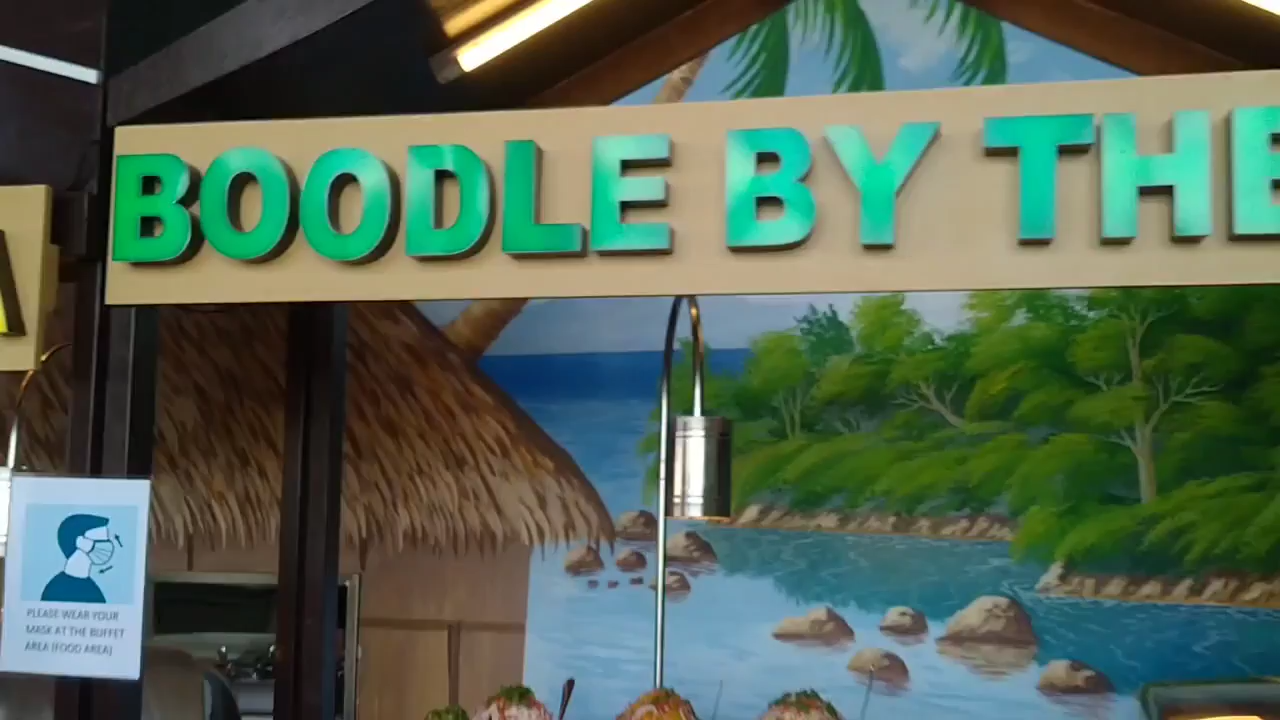 BOODLE BY THE
A
PLEASE WEAR YOUR
MASK AT THE BUFFET
AREA (FOOD AREA)